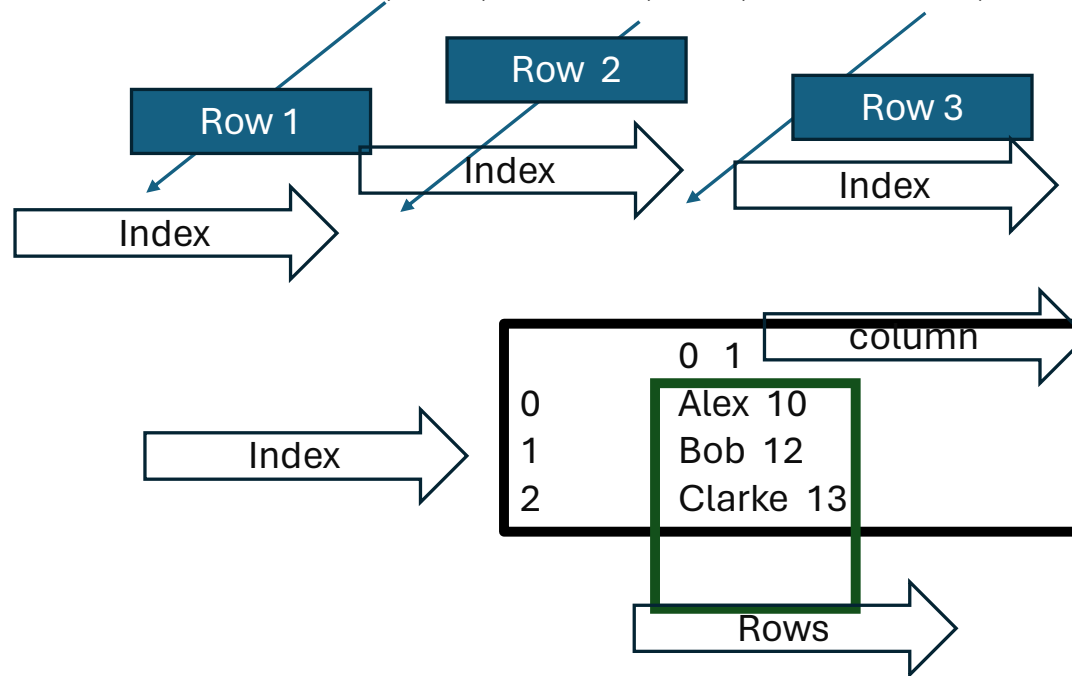 Row 1
Row 2
Row 3
Index
Index
Index
column
0 1
0 Alex 10
1 Bob 12
2 Clarke 13
Index
Rows